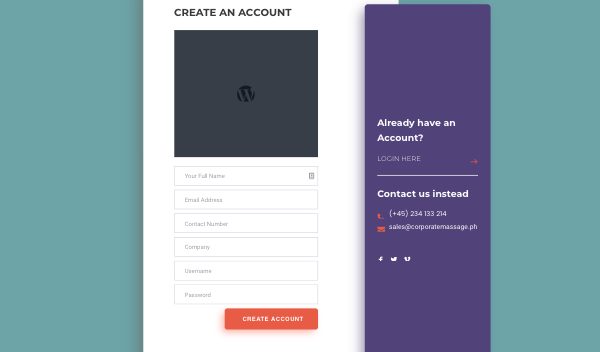 CREATE AN ACCOUNT
Your Full Name
Email Address
Contact Number
Company
Username
Password
CREATE ACCOUNT
Already have an
Account?
LOGIN HERE
Contact us instead
(+45) 234 133 214
sales@corporatemassage.ph